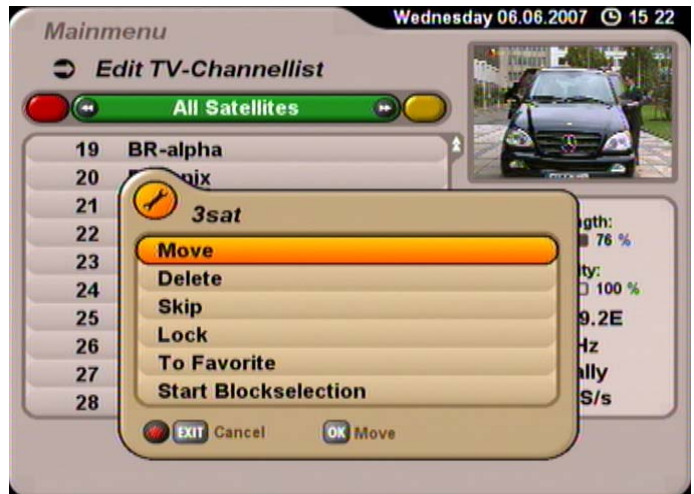 Mainmenu
Wednesday 06.06.2007 15 22
Edit TV-Channellist
All Satellites
19 BR-alpha
20
21
22
23
24
25
26
27
28
3sat
Move
Delete
Skip
Lock
To Favorite
Start Blockselection
EXIT Cancel OK Move
76 %
100 %
9.2E
S/s